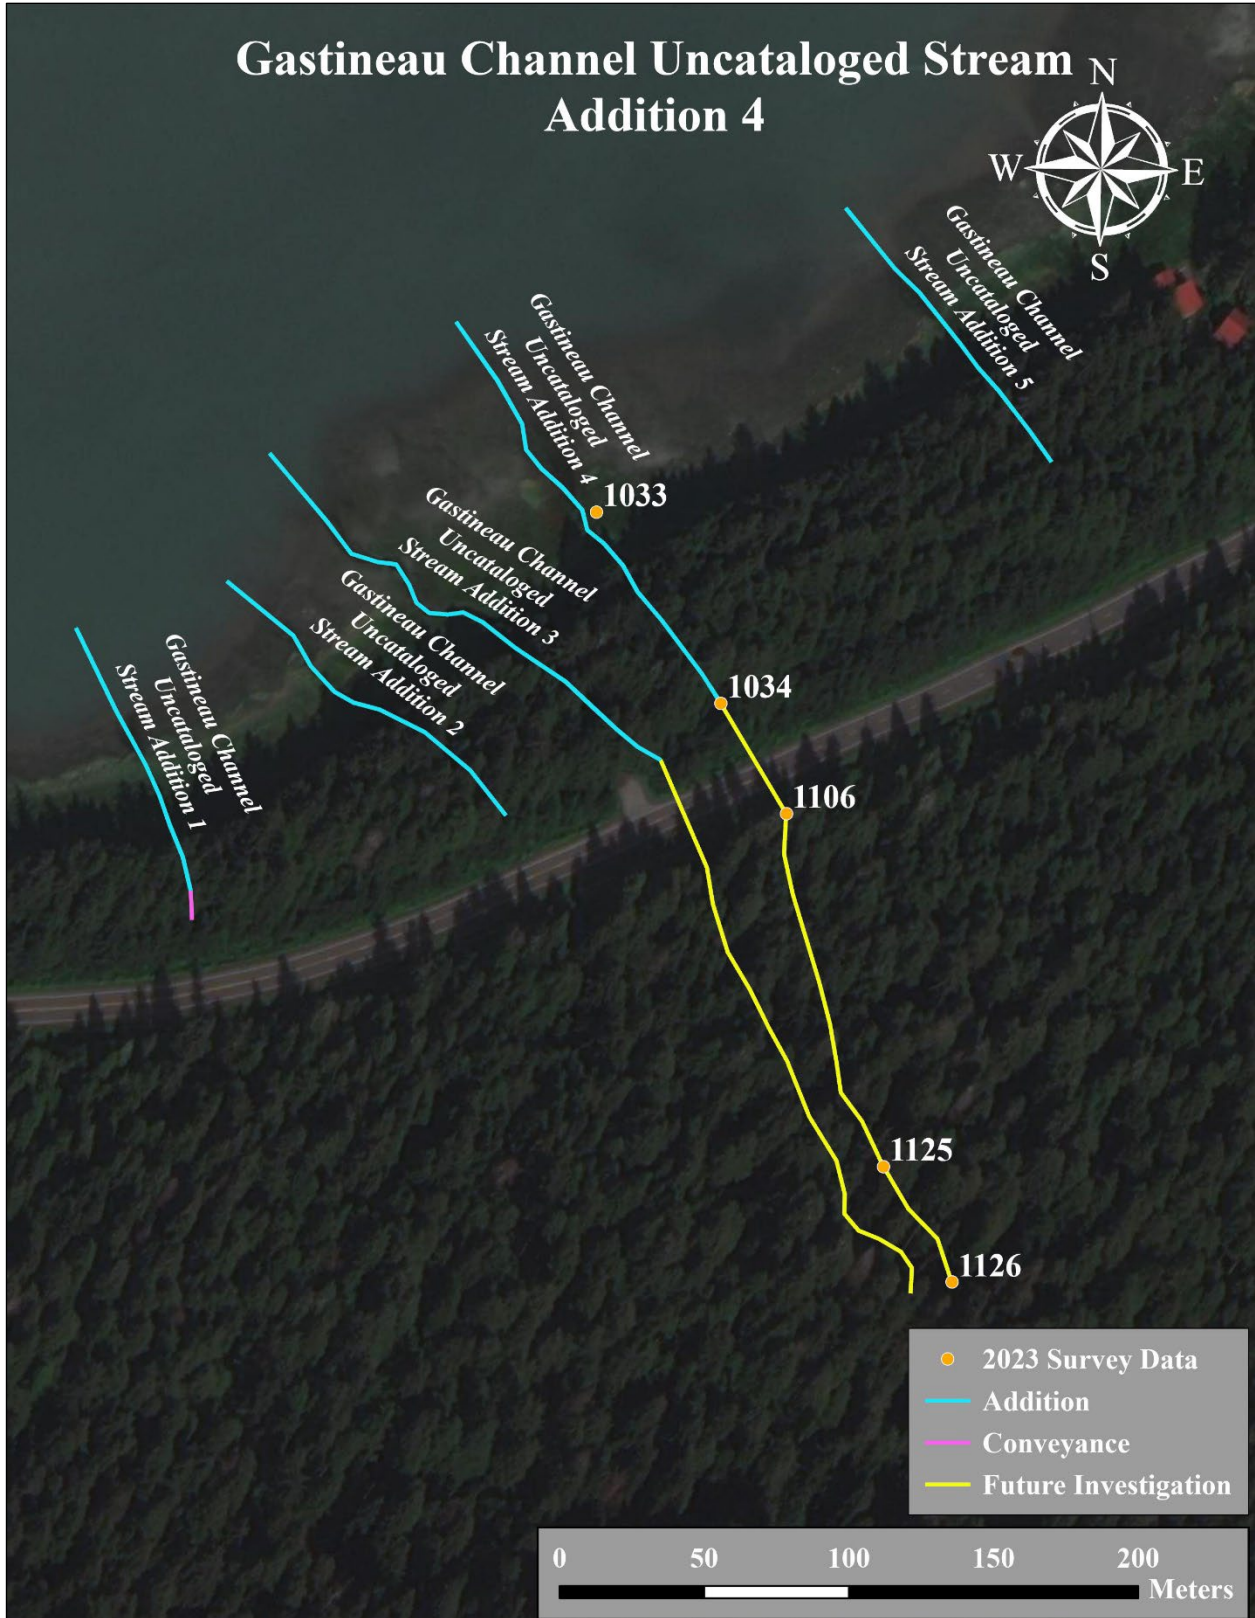 Gastineau Channel Uncataloged Stream
Addition 4
N
W
E
S
Gastineau Channel
Uncataloged
Stream Addition 5
Gastineau Channel
Uncataloged
Stream Addition 4
1033
Gastineau Channel
Uncataloged
Stream Addition 3
Gastineau Channel
Uncataloged
Stream Addition 2
Gastineau Channel
Uncataloged
Stream Addition 1
1034
1106
1125
1126
2023 Survey Data
Addition
Conveyance
Future Investigation
0 50 100 150 200
Meters